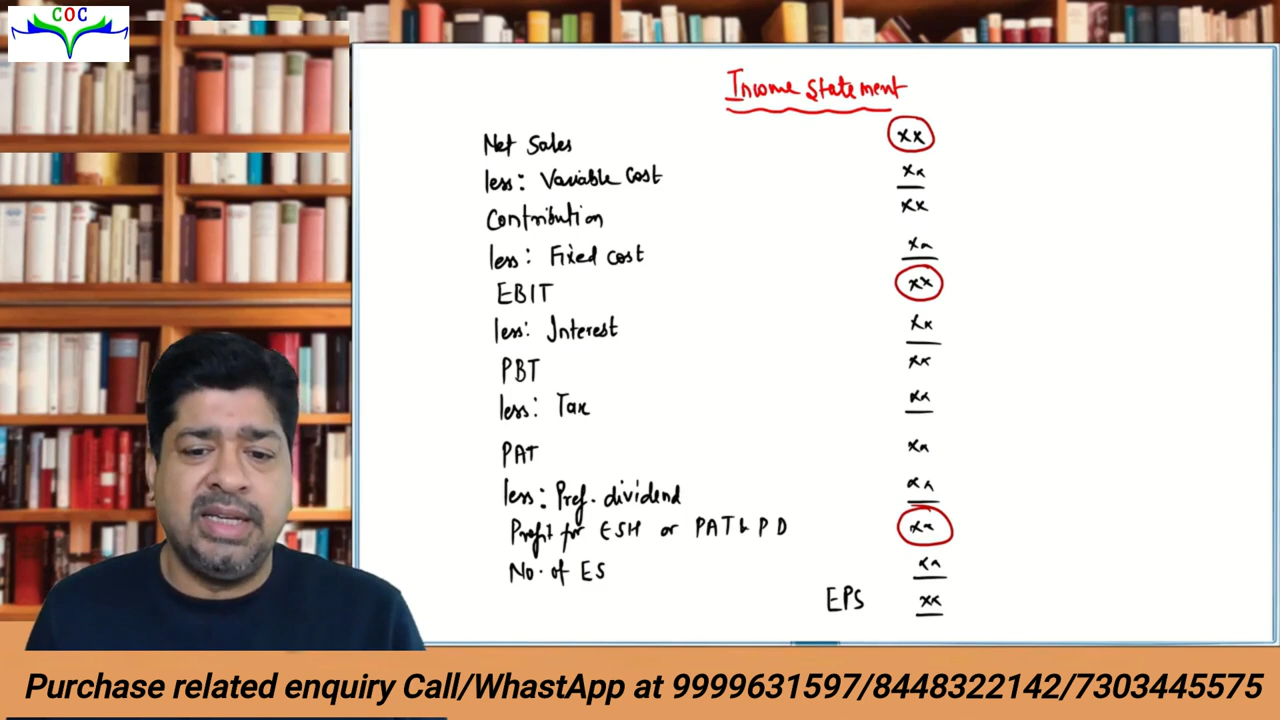 COC
Income Statement
Net Sales xx
less: Variable Cost xx
Contribution xx
less: Fixed cost xx
EBIT xx
less: Interest xx
PBT xx
less: Tax xx
PAT xx
less: Pref. dividend xx
Profit for ESH or PAT & PD xx
No. of ES xx
EPS xx
Purchase related enquiry Call/WhastApp at 9999631597/8448322142/7303445575